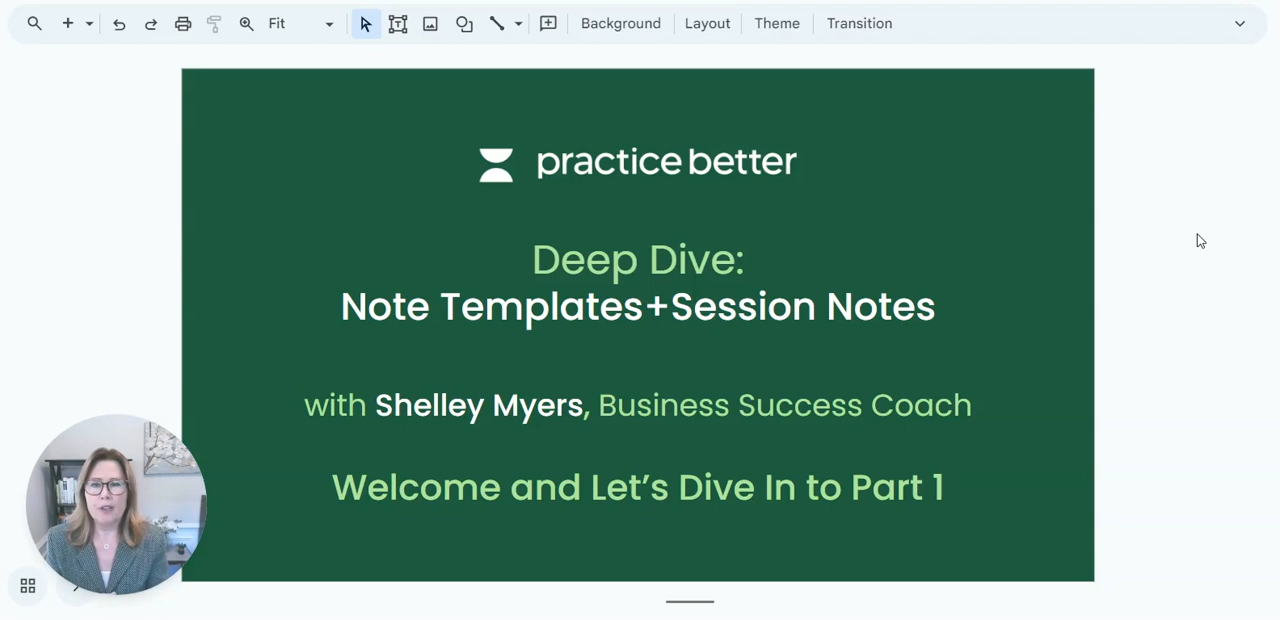 Fit
Background
Layout
Theme
Transition
practice better
Deep Dive:
Note Templates+Session Notes
with Shelley Myers, Business Success Coach
Welcome and Let's Dive In to Part 1